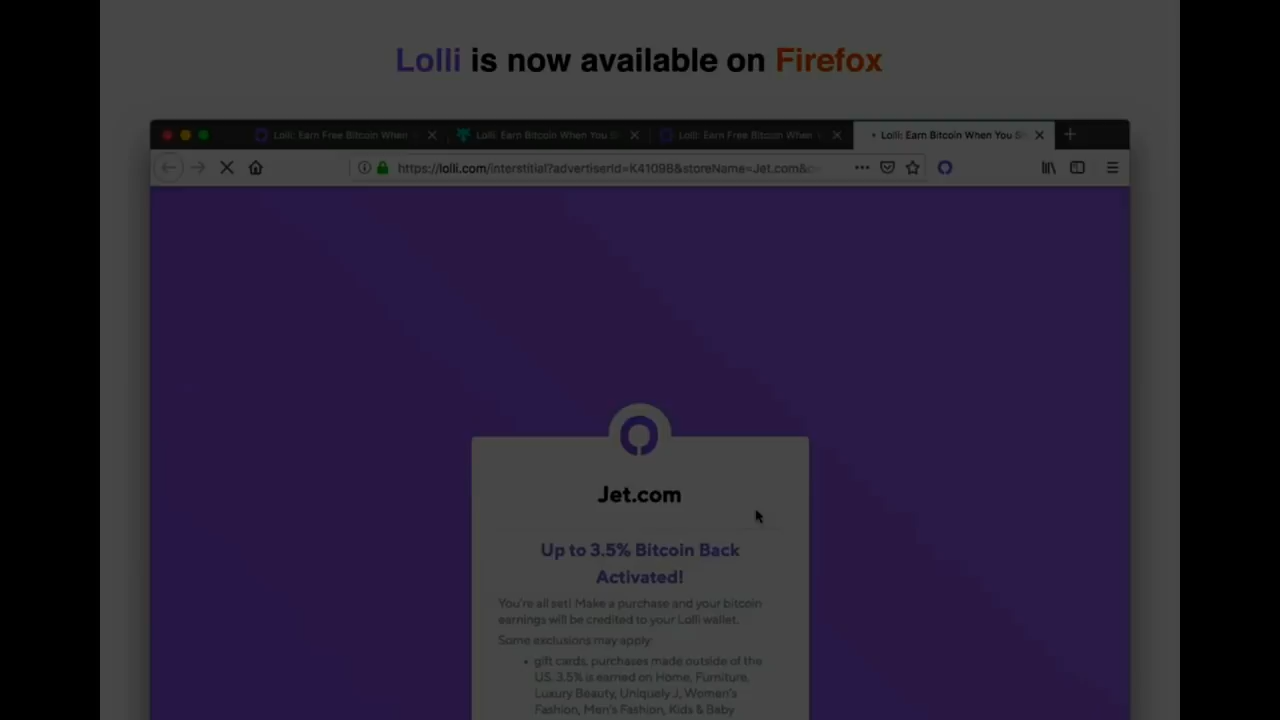 Lolli is now available on Firefox
Lolli: Earn Free Bitcoin When
Lolli: Earn Bitcoin When You S
Lolli: Earn Free Bitcoin When
Lolli: Earn Bitcoin When You S
https://lolli.com/interstitial?advertiserId=K41098&storeName=Jet.com&c
Jet.com
Up to 3.5% Bitcoin Back
Activated!
You're all set! Make a purchase and your bitcoin
earnings will be credited to your Lolli wallet.
Some exclusions may apply:
• gift cards, purchases made outside of the
US. 3.5% is earned on Home, Furniture,
Luxury Beauty, Uniquely J, Women's
Fashion, Men's Fashion, Kids & Baby